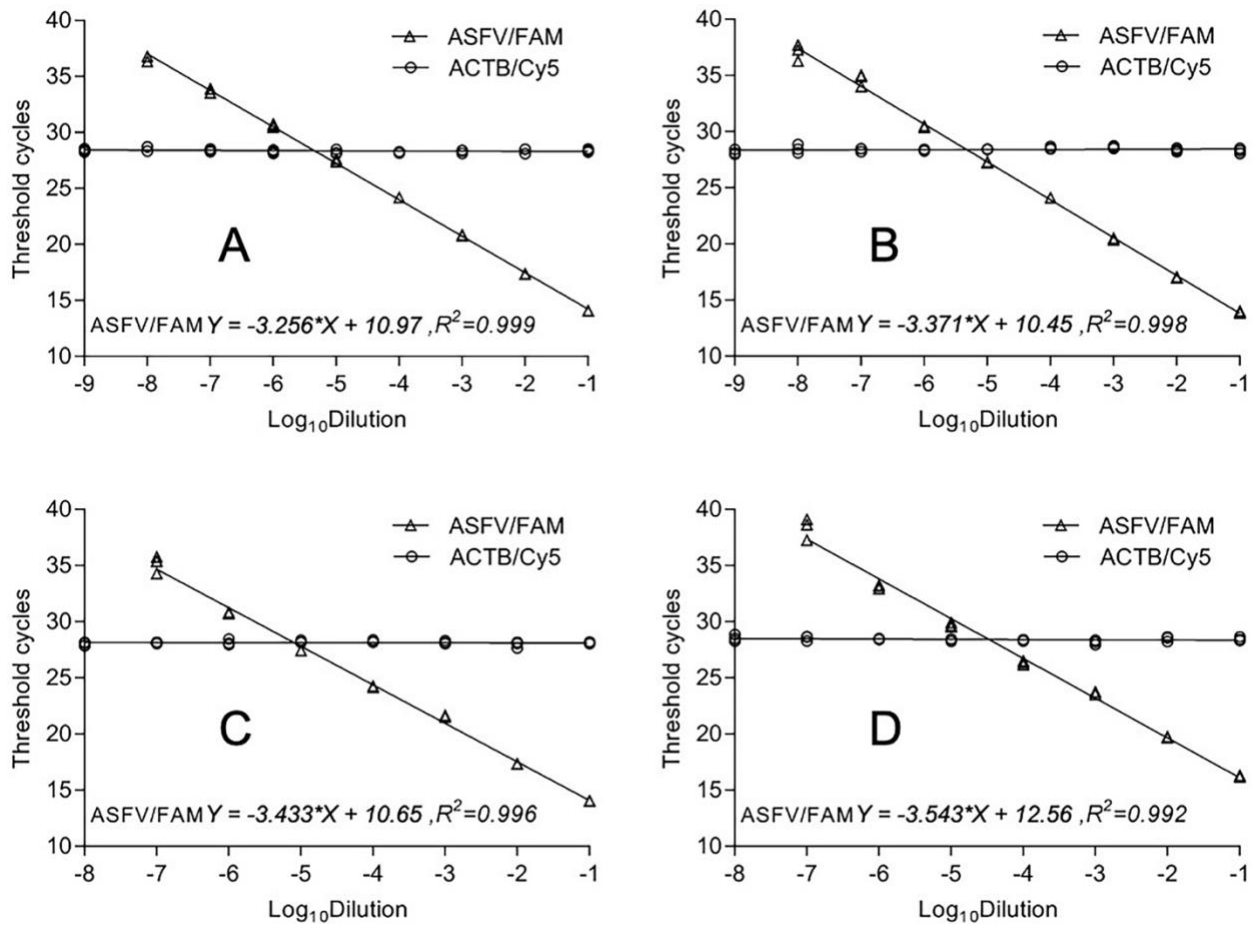 40
35
30
25
20
15
10
Threshold cycles
ASFV/FAM
ACTB/Cy5
A
ASFV/FAM Y = -3.256*X + 10.97 ,R²=0.999
-9 -8 -7 -6 -5 -4 -3 -2 -1
Log₁₀Dilution
40
35
30
25
20
15
10
Threshold cycles
ASFV/FAM
ACTB/Cy5
B
ASFV/FAM Y = -3.371*X + 10.45 ,R²=0.998
-9 -8 -7 -6 -5 -4 -3 -2 -1
Log₁₀Dilution
40
35
30
25
20
15
10
Threshold cycles
ASFV/FAM
ACTB/Cy5
C
ASFV/FAM Y = -3.433*X + 10.65 ,R²=0.996
-8 -7 -6 -5 -4 -3 -2 -1
Log₁₀Dilution
40
35
30
25
20
15
10
Threshold cycles
ASFV/FAM
ACTB/Cy5
D
ASFV/FAM Y = -3.543*X + 12.56 ,R²=0.992
-8 -7 -6 -5 -4 -3 -2 -1
Log₁₀Dilution